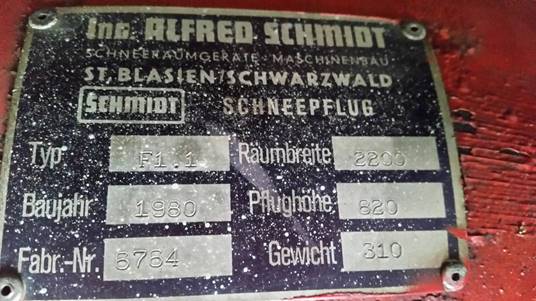 Ing. ALFRED SCHMIDT
SCHNEERÄUMGERÄTE - MASCHINENBAU
ST. BLASIEN/SCHWARZWALD
SCHMIDT SCHNEEPFLUG
Typ F1.1 Räumbreite 2200
Baujahr 1980 Pflughöhe 820
Fabr.-Nr. 8784 Gewicht 310